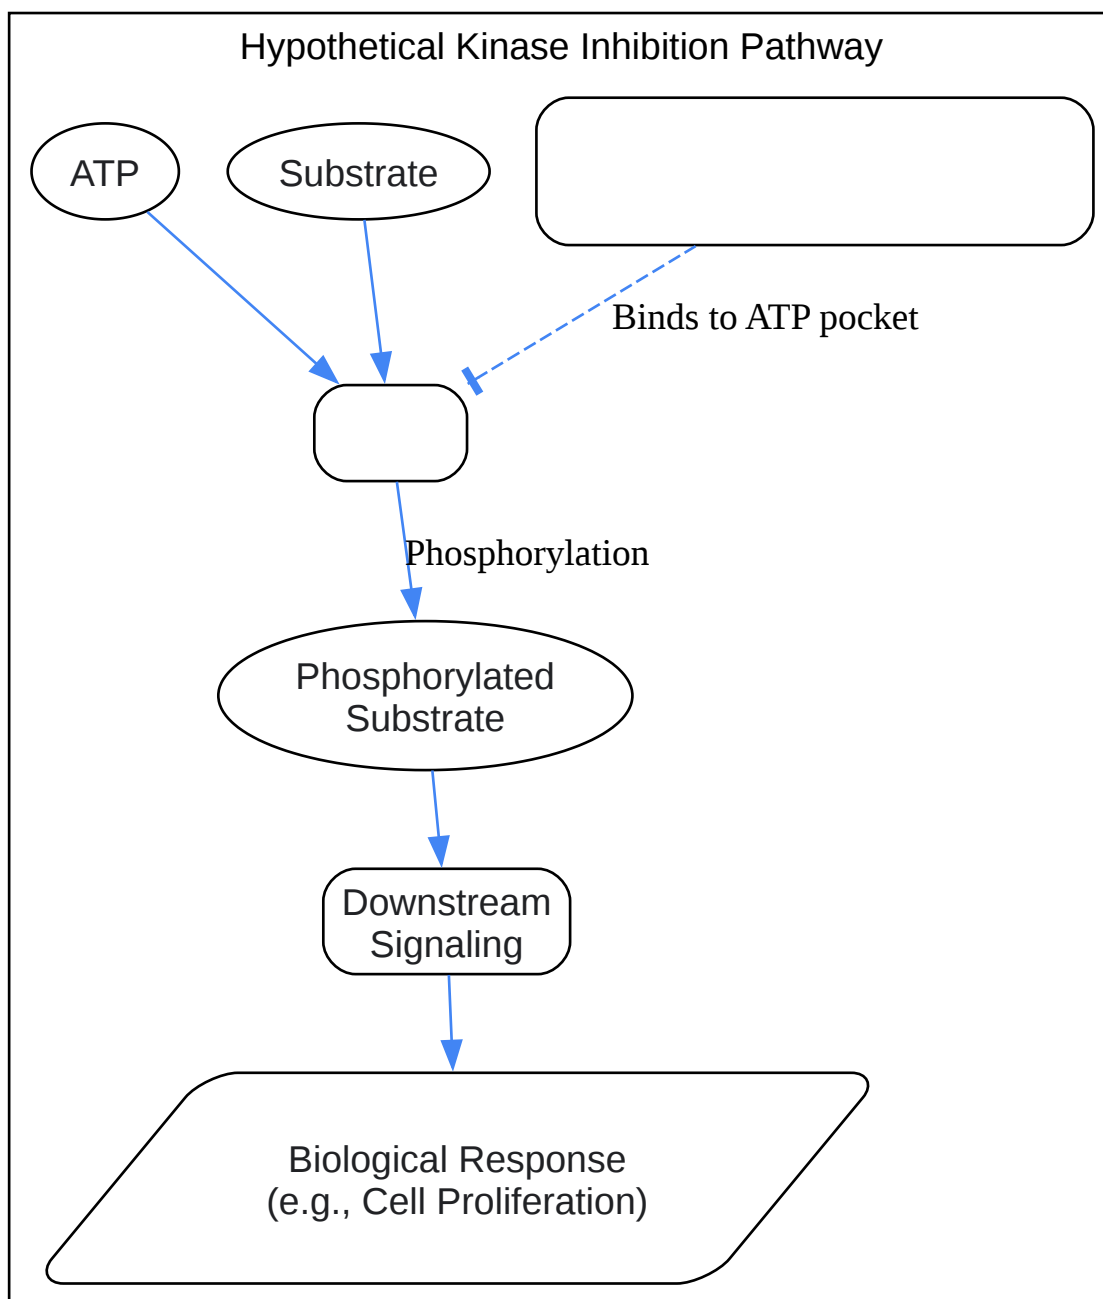 Hypothetical Kinase Inhibition Pathway
ATP
Substrate
Binds to ATP pocket
Phosphorylation
Phosphorylated
Substrate
Downstream
Signaling
Biological Response
(e.g., Cell Proliferation)